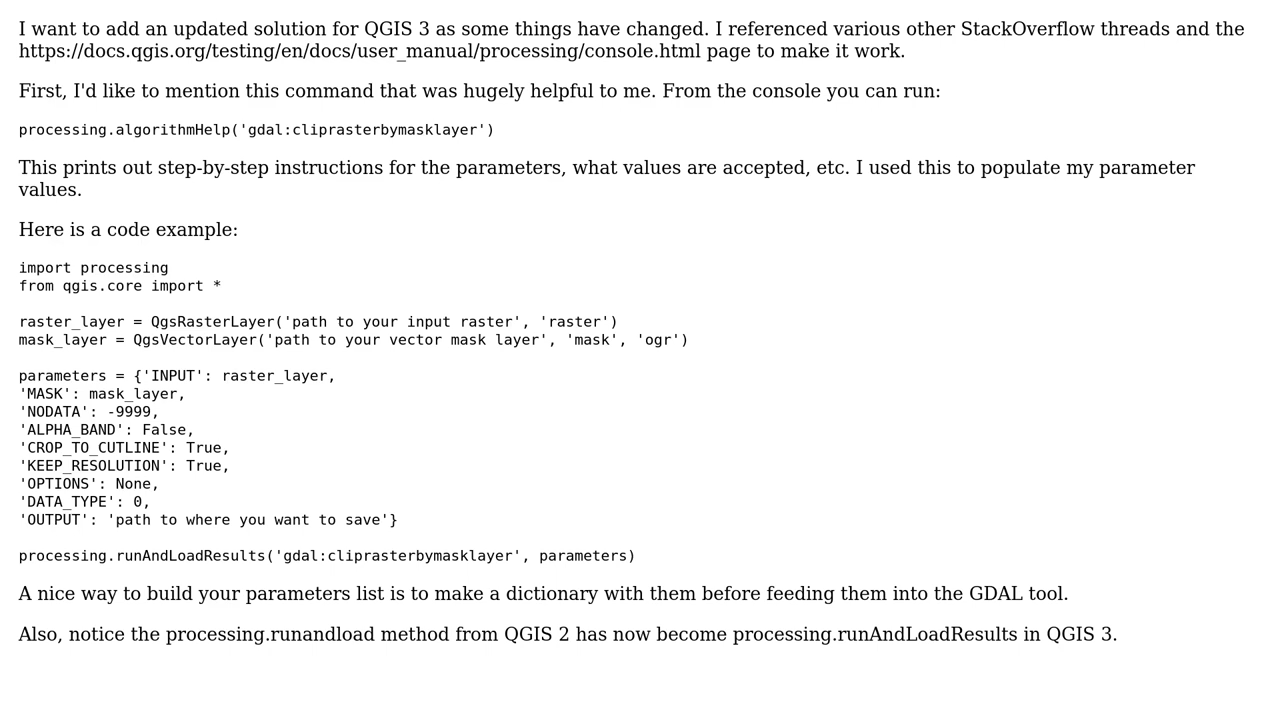 I want to add an updated solution for QGIS 3 as some things have changed. I referenced various other StackOverflow threads and the
https://docs.qgis.org/testing/en/docs/user_manual/processing/console.html page to make it work.
First, I'd like to mention this command that was hugely helpful to me. From the console you can run:
processing.algorithmHelp('gdal:cliprasterbymasklayer')
This prints out step-by-step instructions for the parameters, what values are accepted, etc. I used this to populate my parameter
values.
Here is a code example:
import processing
from qgis.core import *
raster_layer = QgsRasterLayer('path to your input raster', 'raster')
mask_layer = QgsVectorLayer('path to your vector mask layer', 'mask', 'ogr')
parameters = {'INPUT': raster_layer,
'MASK': mask_layer,
'NODATA': -9999,
'ALPHA_BAND': False,
'CROP_TO_CUTLINE': True,
'KEEP_RESOLUTION': True,
'OPTIONS': None,
'DATA_TYPE': 0,
'OUTPUT': 'path to where you want to save'}
processing.runAndLoadResults('gdal:cliprasterbymasklayer', parameters)
A nice way to build your parameters list is to make a dictionary with them before feeding them into the GDAL tool.
Also, notice the processing.runandload method from QGIS 2 has now become processing.runAndLoadResults in QGIS 3.